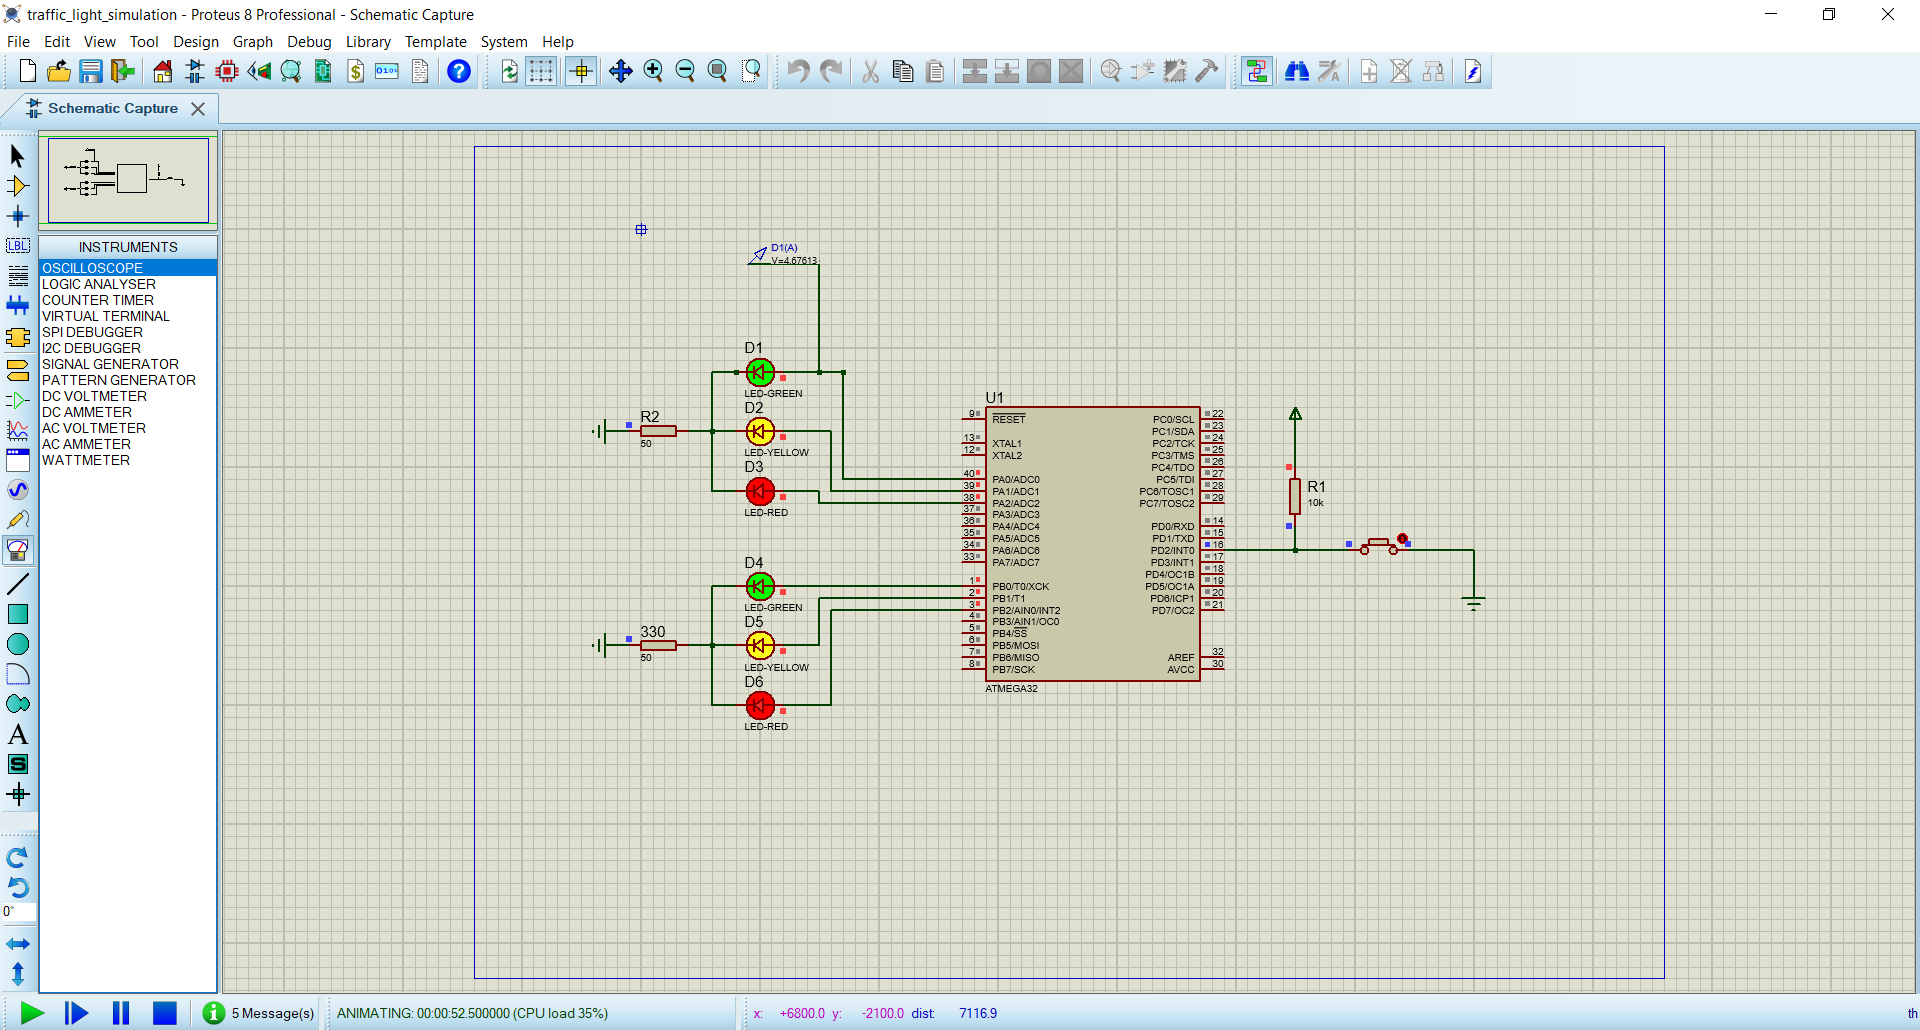 traffic_light_simulation - Proteus 8 Professional - Schematic Capture
File Edit View Tool Design Graph Debug Library Template System Help
Schematic Capture
INSTRUMENTS
OSCILLOSCOPE
LOGIC ANALYSER
COUNTER TIMER
VIRTUAL TERMINAL
SPI DEBUGGER
I2C DEBUGGER
SIGNAL GENERATOR
PATTERN GENERATOR
DC VOLTMETER
DC AMMETER
AC VOLTMETER
AC AMMETER
WATTMETER
LBL
A
S
0°
D1(A)
V=4.67613
D1
LED-GREEN
D2
LED-YELLOW
D3
LED-RED
R2
50
D4
LED-GREEN
D5
LED-YELLOW
D6
LED-RED
330
50
U1
9 RESET
13 XTAL1
12 XTAL2
40 PA0/ADC0
39 PA1/ADC1
38 PA2/ADC2
37 PA3/ADC3
36 PA4/ADC4
35 PA5/ADC5
34 PA6/ADC6
33 PA7/ADC7
1 PB0/T0/XCK
2 PB1/T1
3 PB2/AIN0/INT2
4 PB3/AIN1/OC0
5 PB4/SS
6 PB5/MOSI
7 PB6/MISO
8 PB7/SCK
PC0/SCL 22
PC1/SDA 23
PC2/TCK 24
PC3/TMS 25
PC4/TDO 26
PC5/TDI 27
PC6/TOSC1 28
PC7/TOSC2 29
PD0/RXD 14
PD1/TXD 15
PD2/INT0 16
PD3/INT1 17
PD4/OC1B 18
PD5/OC1A 19
PD6/ICP1 20
PD7/OC2 21
AREF 32
AVCC 30
ATMEGA32
R1
10k
5 Message(s)
ANIMATING: 00:00:52.500000 (CPU load 35%)
x: +6800.0 y: -2100.0 dist: 7116.9
th